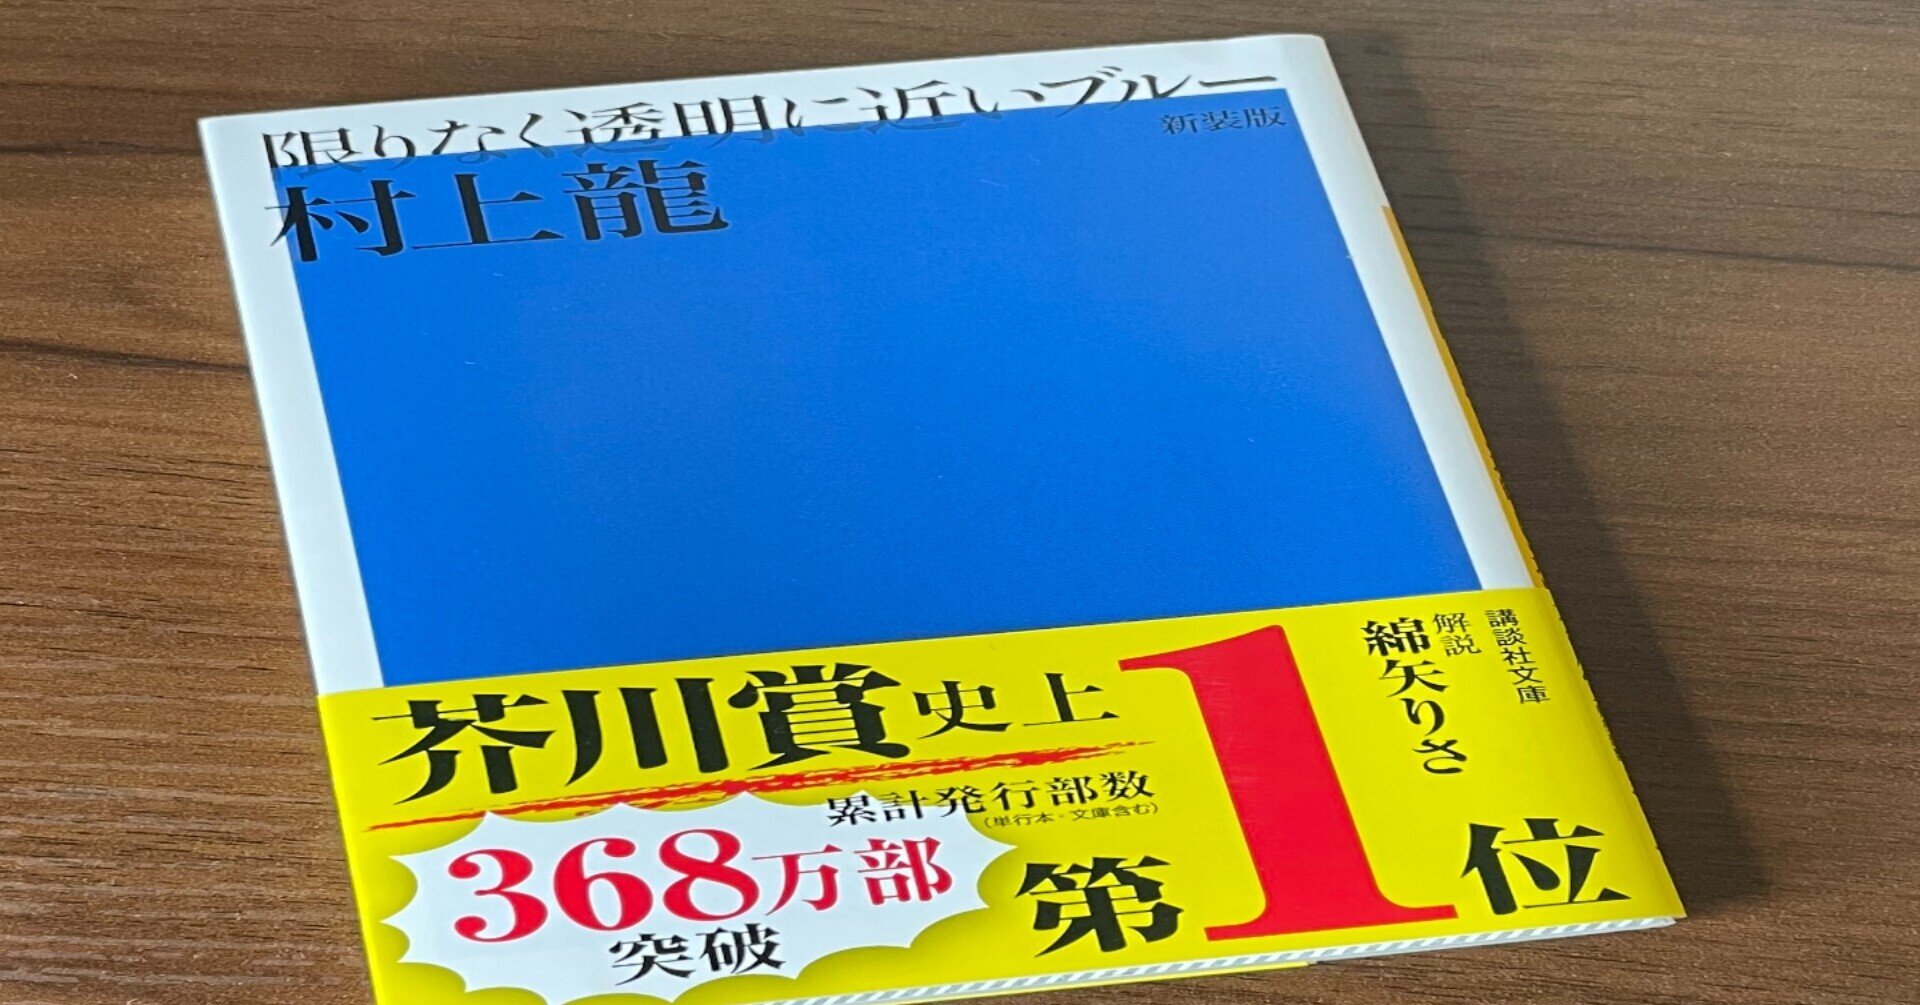 限りなく透明に近いブルー
新装版
村上龍
講談社文庫
解説
綿矢りさ
芥川賞史上
累計発行部数
(単行本・文庫含む)
第1位
368万部
突破